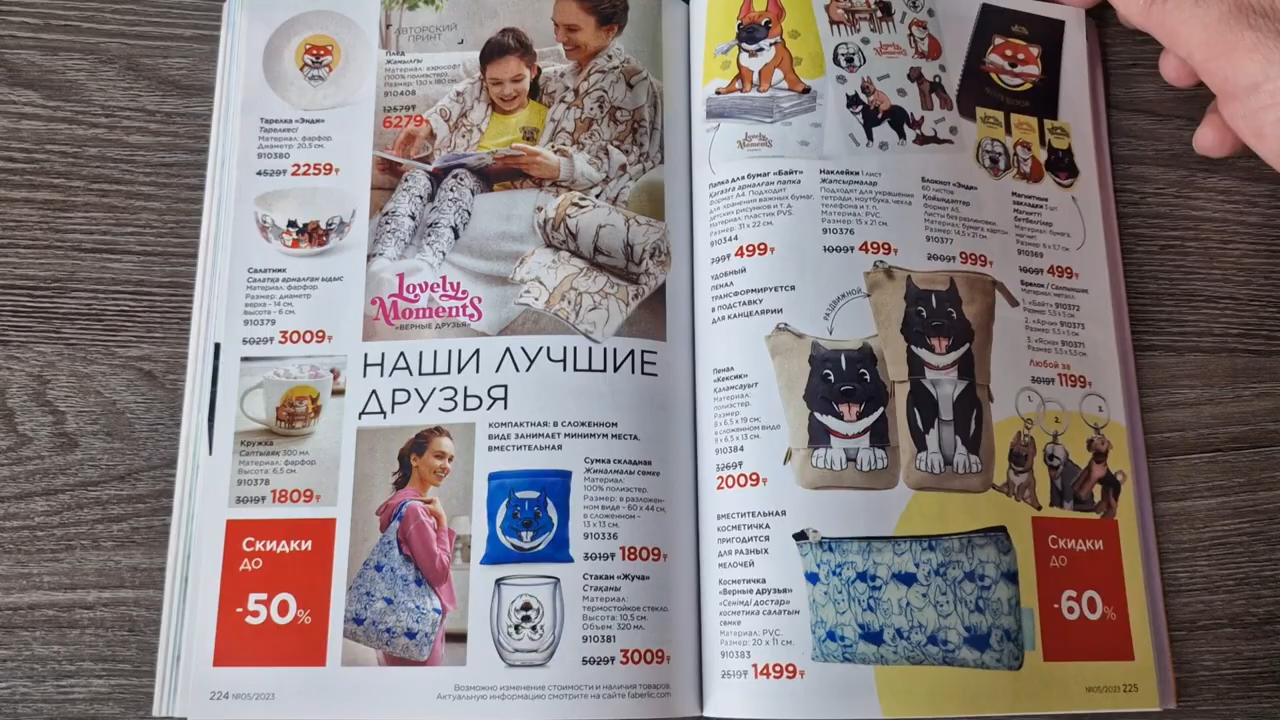 АВТОРСКИЙ
ПРИНТ
Плед
Жамылғы
Материал: аэрософт
(100% полиэстер).
Размер: 130 х 180 см.
910408
12579₸
6279₸
Тарелка «Энди»
Тарелкесі
Материал: фарфор.
Диаметр: 20,5 см.
910380
4529₸ 2259₸
Салатник
Салатқа арналған ыдыс
Материал: фарфор.
Размер: диаметр
верха – 14 см,
высота – 6 см.
910379
5029₸ 3009₸
Кружка
Саптыаяқ 300 мл
Материал: фарфор.
Высота: 6,5 см.
910378
3019₸ 1809₸
Скидки
до
-50%
Lovely
Moments
«ВЕРНЫЕ ДРУЗЬЯ»
НАШИ ЛУЧШИЕ
ДРУЗЬЯ
КОМПАКТНАЯ: В СЛОЖЕННОМ
ВИДЕ ЗАНИМАЕТ МИНИМУМ МЕСТА,
ВМЕСТИТЕЛЬНАЯ
Сумка складная
Жиналмалы сөмке
Материал:
100% полиэстер.
Размер: в разложен-
ном виде – 60 х 44 см,
в сложенном –
13 х 13 см.
910336
3019₸ 1809₸
Стакан «Жуча»
Стақаны
Материал:
термостойкое стекло.
Высота: 10,5 см.
Объем: 320 мл.
910381
5029₸ 3009₸
224 №05/2023
Возможно изменение стоимости и наличия товаров.
Актуальную информацию смотрите на сайте faberlic.com
Lovely
Moments
Lovely
Moments
Папка для бумаг «Байт»
Қағазға арналған папка
Формат А4. Подходит
для хранения важных бумаг,
детских рисунков и т. д.
Материал: пластик PVS.
Размер: 31 х 22 см.
910344
799₸ 499₸
Наклейки 1 лист
Жапсырмалар
Подходят для украшения
тетради, ноутбука, чехла
телефона и т. п.
Материал: PVC.
Размер: 15 х 21 см.
910376
1009₸ 499₸
Блокнот «Энди»
60 листов
Қойындәптер
Формат А5,
листы без разлиновки.
Материал: бумага, картон
Размер: 14,5 х 21 см.
910377
2009₸ 999₸
Магнитные
закладки 3 шт.
Магнитті
бетбелгілер
Материал: бумага,
магнит
Размер: 6 х 3,7 см
910369
1009₸ 499₸
Брелок / Салпыншақ
Материал: металл.
1. «Байт» 910372
Размер: 5,5 х 3 см.
2. «Арчи» 910373
Размер: 5,5 х 3 см.
3. «Ясна» 910371
Размер: 5,5 х 3,5 см.
Любой за
3019₸ 1199₸
1.
2.
3.
УДОБНЫЙ
ПЕНАЛ
ТРАНСФОРМИРУЕТСЯ
В ПОДСТАВКУ
ДЛЯ КАНЦЕЛЯРИИ
РАЗДВИЖНОЙ
Пенал
«Кексик»
Қаламсауыт
Материал:
полиэстер.
Размер:
8 х 6,5 х 19 см;
в сложенном виде
8 х 6,5 х 13 см.
910384
3269₸
2009₸
ВМЕСТИТЕЛЬНАЯ
КОСМЕТИЧКА
ПРИГОДИТСЯ
ДЛЯ РАЗНЫХ
МЕЛОЧЕЙ
Косметичка
«Верные друзья»
«Сенімді достар»
косметика салатын
сөмке
Материал: PVC.
Размер: 20 х 11 см.
910383
2519₸ 1499₸
Скидки
до
-60%
№05/2023 225